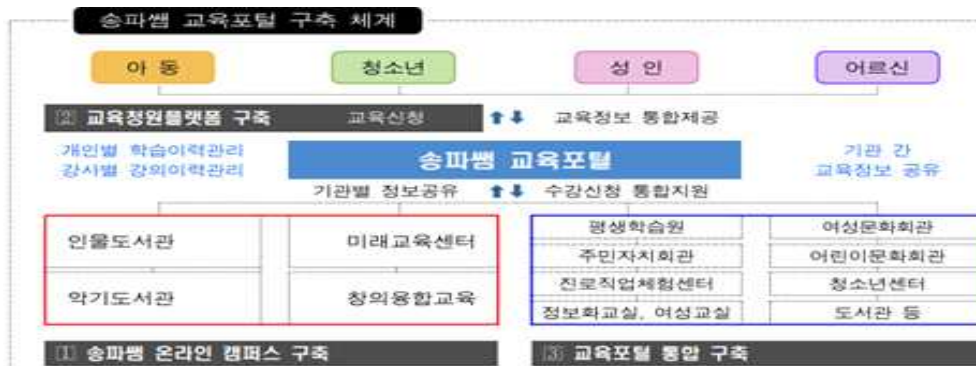 송파쌤 교육포털 구축 체계
아 동 청소년 성 인 어르신
② 교육청원플랫폼 구축 교육신청 ⬆⬇ 교육정보 통합제공
개인별 학습이력관리 송파쌤 교육포털 기관 간
강사별 강의이력관리 교육정보 공유
기관별 정보공유 ⬆⬇ 수강신청 통합지원
인물도서관 미래교육센터 평생학습원 여성문화회관
주민자치회관 어린이문화회관
악기도서관 창의융합교육 진로직업체험센터 청소년센터
정보화교실, 여성교실 도서관 등
① 송파쌤 온라인 캠퍼스 구축 ③ 교육포털 통합 구축